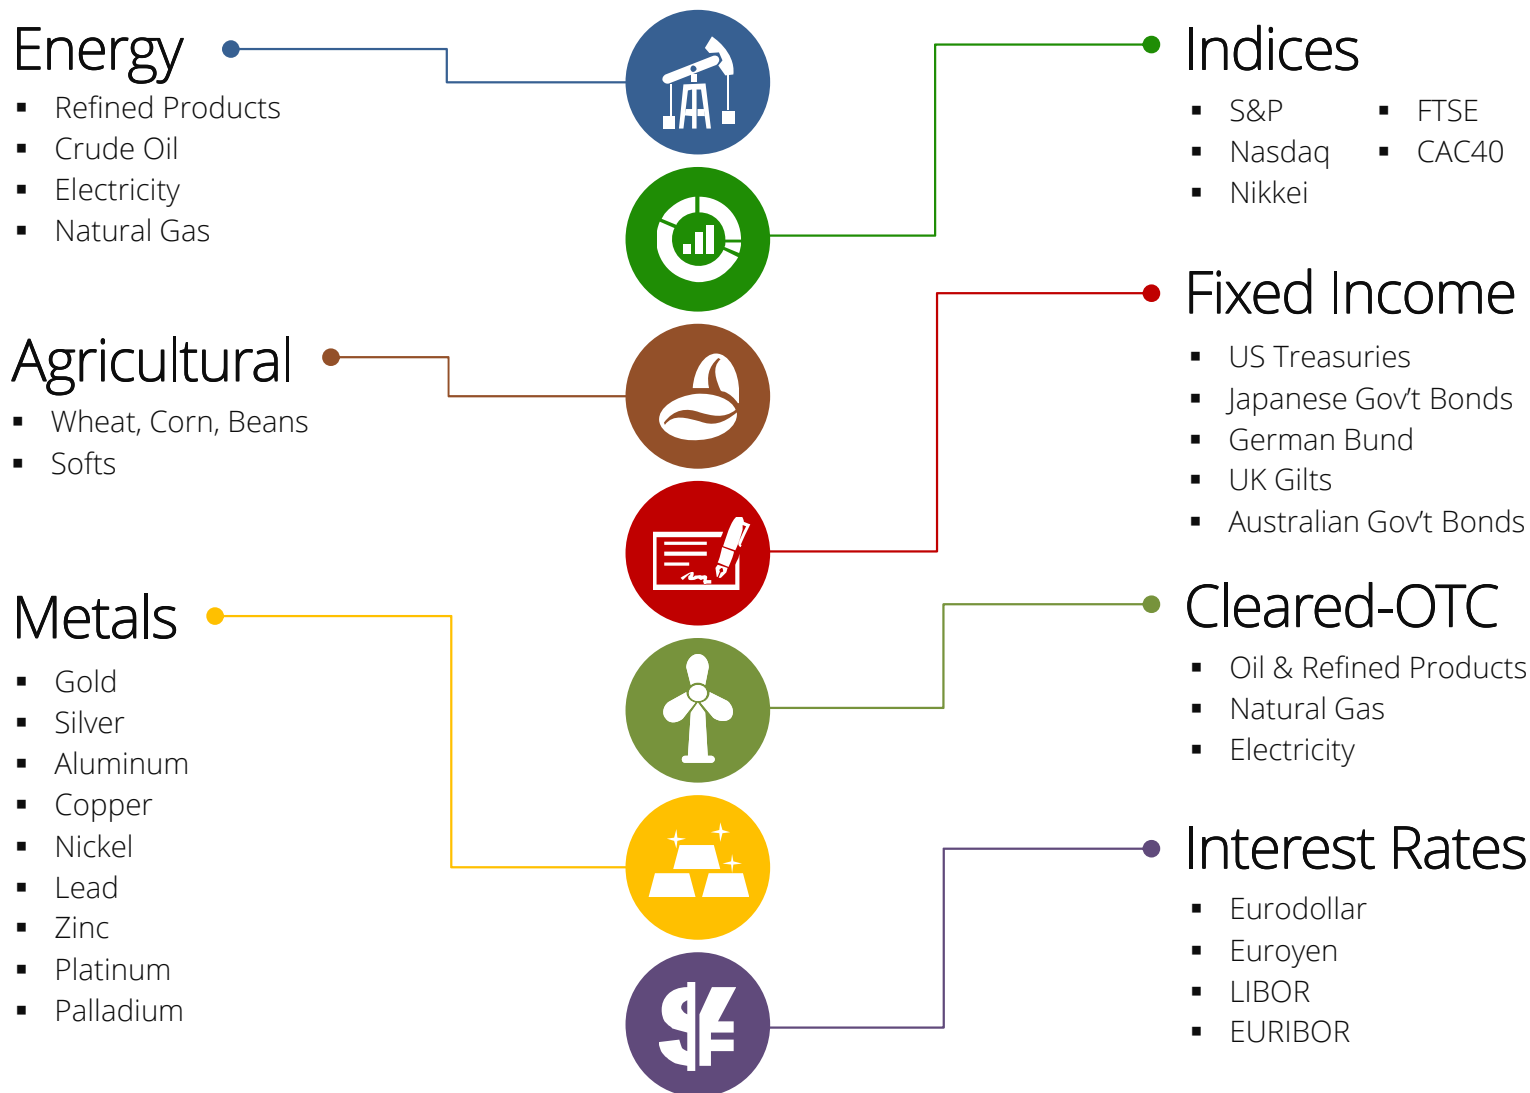 Energy
Refined Products
Crude Oil
Electricity
Natural Gas
Agricultural
Wheat, Corn, Beans
Softs
Metals
Gold
Silver
Aluminum
Copper
Nickel
Lead
Zinc
Platinum
Palladium
Indices
S&P
Nasdaq
Nikkei
FTSE
CAC40
Fixed Income
US Treasuries
Japanese Gov't Bonds
German Bund
UK Gilts
Australian Gov't Bonds
Cleared-OTC
Oil & Refined Products
Natural Gas
Electricity
Interest Rates
Eurodollar
Euroyen
LIBOR
EURIBOR